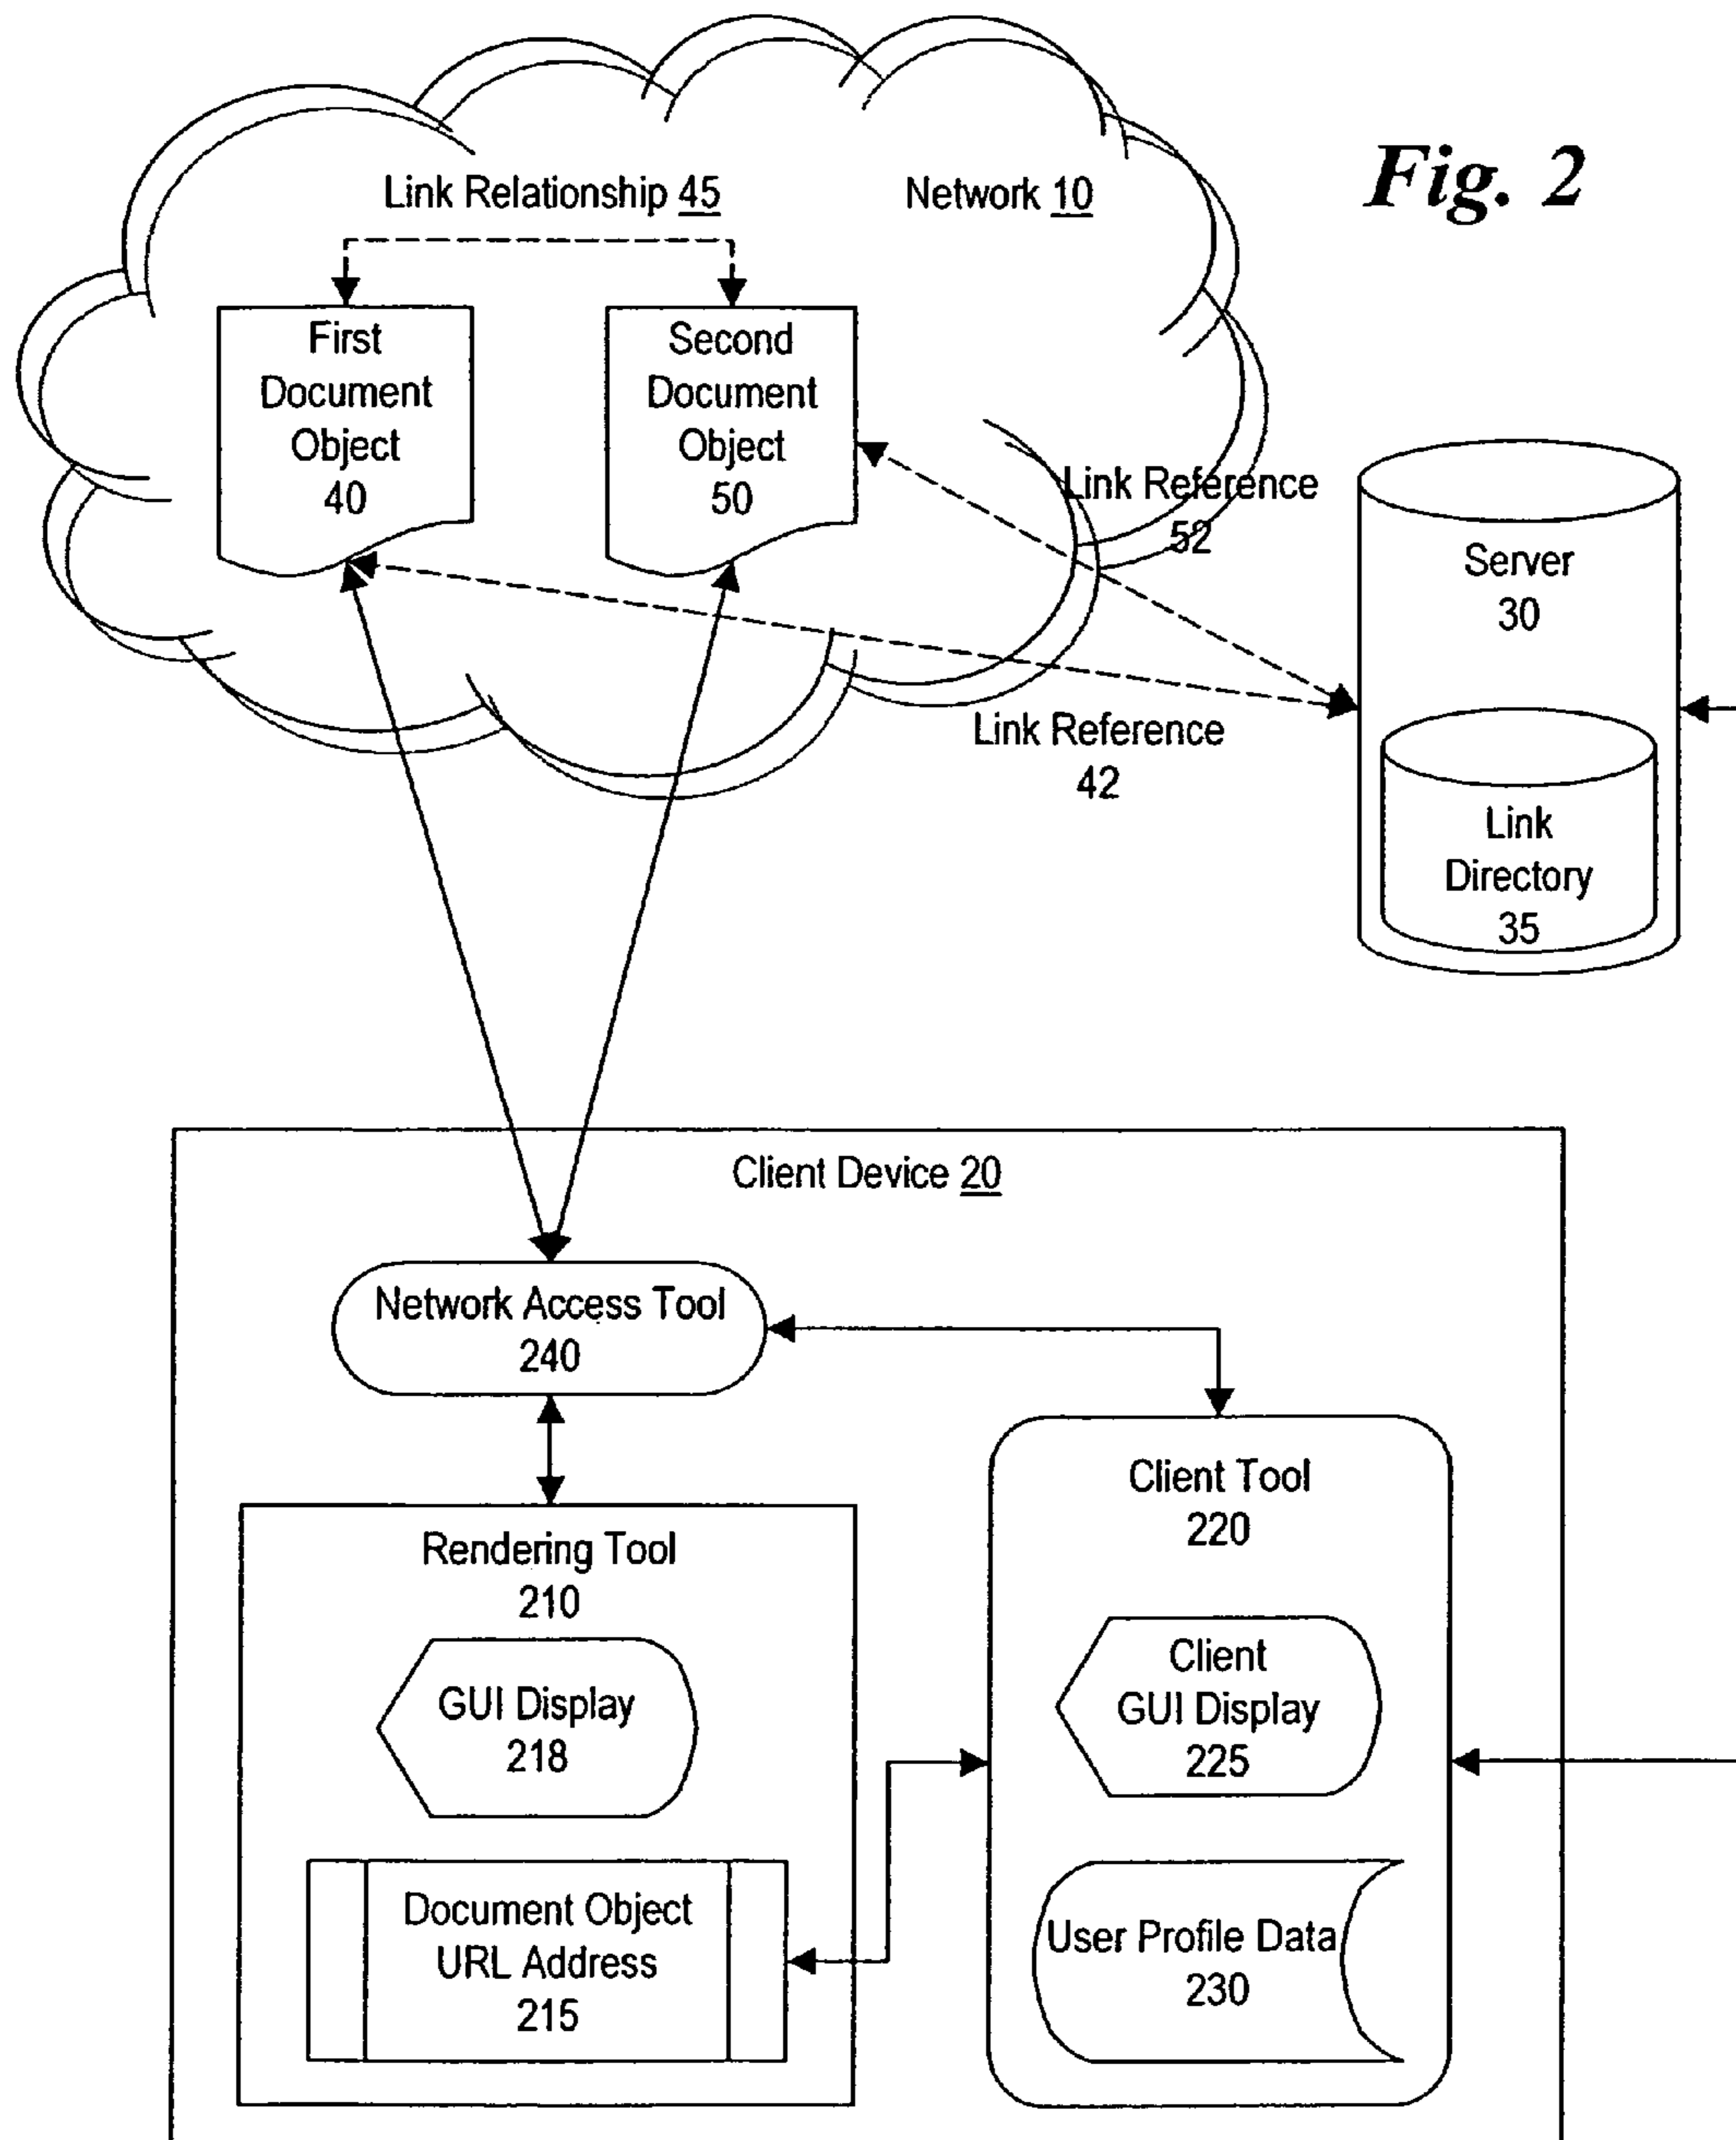 Fig. 2
Link Relationship 45
Network 10
First
Document
Object
40
Second
Document
Object
50
Link Reference
52
Server
30
Link Reference
42
Link
Directory
35
Client Device 20
Network Access Tool
240
Client Tool
220
Rendering Tool
210
GUI Display
218
Client
GUI Display
225
Document Object
URL Address
215
User Profile Data
230